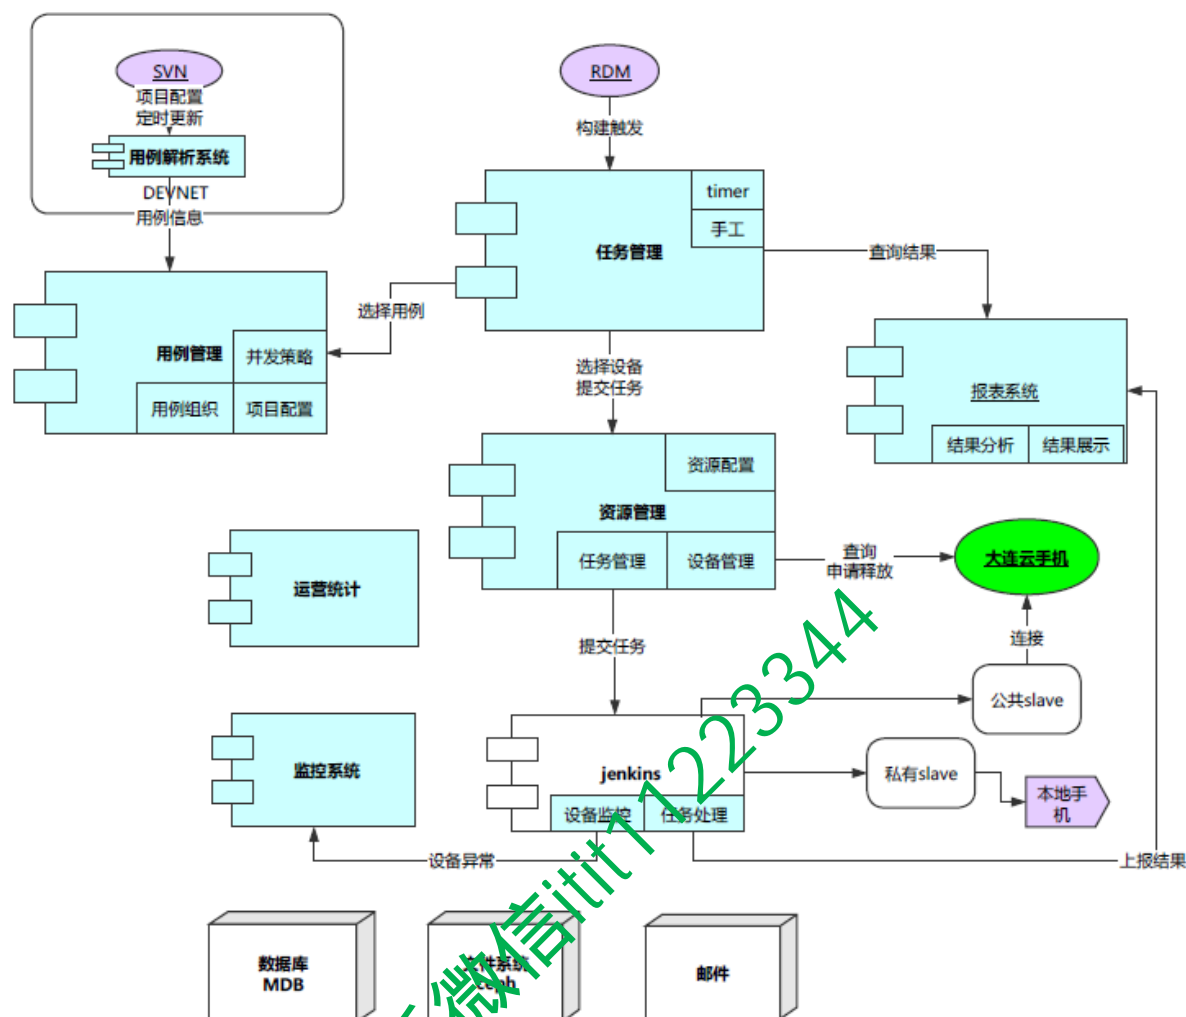 SVN
项目配置
定时更新
用例解析系统
DEVNET
用例信息
RDM
构建触发
timer
手工
任务管理
查询结果
选择用例
用例管理
并发策略
用例组织
项目配置
选择设备
提交任务
报表系统
结果分析
结果展示
资源配置
资源管理
任务管理
设备管理
查询
申请释放
大连云手机
运营统计
提交任务
连接
公共slave
监控系统
jenkins
设备监控
任务处理
私有slave
本地手
机
设备异常
上报结果
数据库
MDB
文件系统
ceph
邮件
微信itit11223344